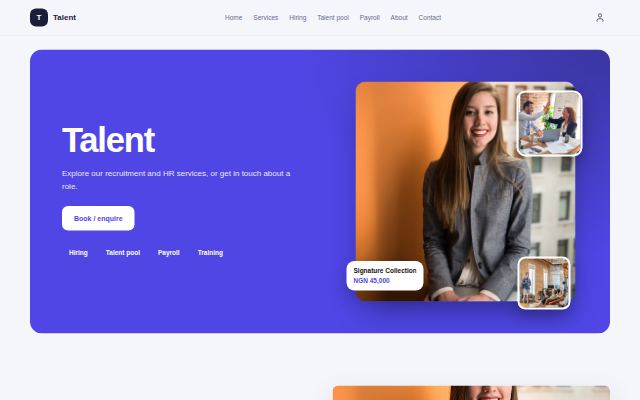 T Talent
Home Services Hiring Talent pool Payroll About Contact
Talent
Explore our recruitment and HR services, or get in touch about a
role.
Book / enquire
Hiring Talent pool Payroll Training
Signature Collection
NGN 45,000